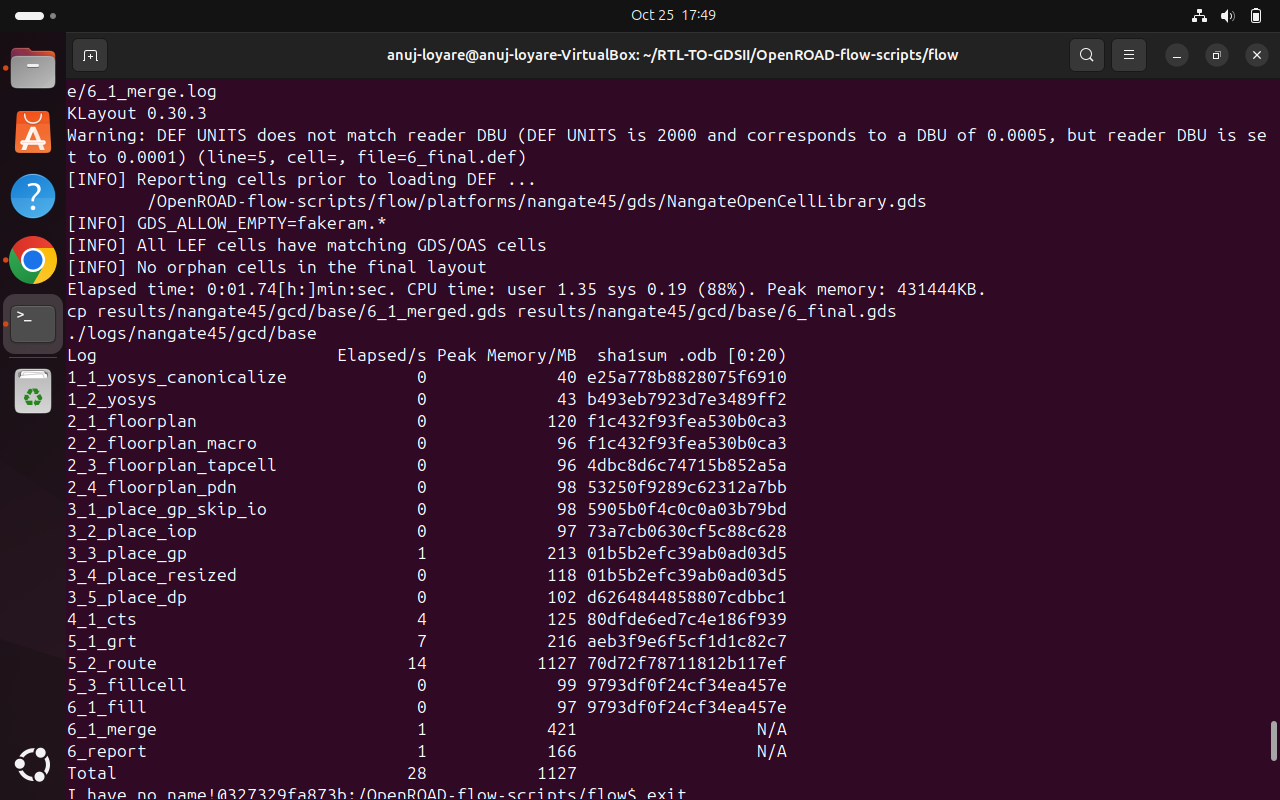 Oct 25 17:49
anuj-loyare@anuj-loyare-VirtualBox: ~/RTL-TO-GDSII/OpenROAD-flow-scripts/flow
e/6_1_merge.log
KLayout 0.30.3
Warning: DEF UNITS does not match reader DBU (DEF UNITS is 2000 and corresponds to a DBU of 0.0005, but reader DBU is se
t to 0.0001) (line=5, cell=, file=6_final.def)
[INFO] Reporting cells prior to loading DEF ...
/OpenROAD-flow-scripts/flow/platforms/nangate45/gds/NangateOpenCellLibrary.gds
[INFO] GDS_ALLOW_EMPTY=fakeram.*
[INFO] All LEF cells have matching GDS/OAS cells
[INFO] No orphan cells in the final layout
Elapsed time: 0:01.74[h:]min:sec. CPU time: user 1.35 sys 0.19 (88%). Peak memory: 431444KB.
cp results/nangate45/gcd/base/6_1_merged.gds results/nangate45/gcd/base/6_final.gds
./logs/nangate45/gcd/base
Log Elapsed/s Peak Memory/MB sha1sum .odb [0:20)
1_1_yosys_canonicalize 0 40 e25a778b8828075f6910
1_2_yosys 0 43 b493eb7923d7e3489ff2
2_1_floorplan 0 120 f1c432f93fea530b0ca3
2_2_floorplan_macro 0 96 f1c432f93fea530b0ca3
2_3_floorplan_tapcell 0 96 4dbc8d6c74715b852a5a
2_4_floorplan_pdn 0 98 53250f9289c62312a7bb
3_1_place_gp_skip_io 0 98 5905b0f4c0c0a03b79bd
3_2_place_iop 0 97 73a7cb0630cf5c88c628
3_3_place_gp 1 213 01b5b2efc39ab0ad03d5
3_4_place_resized 0 118 01b5b2efc39ab0ad03d5
3_5_place_dp 0 102 d6264844858807cdbbc1
4_1_cts 4 125 80dfde6ed7c4e186f939
5_1_grt 7 216 aeb3f9e6f5cf1d1c82c7
5_2_route 14 1127 70d72f78711812b117ef
5_3_fillcell 0 99 9793df0f24cf34ea457e
6_1_fill 0 97 9793df0f24cf34ea457e
6_1_merge 1 421 N/A
6_report 1 166 N/A
Total 28 1127
I have no name!@327329fa873b:/OpenROAD-flow-scripts/flow$ exit